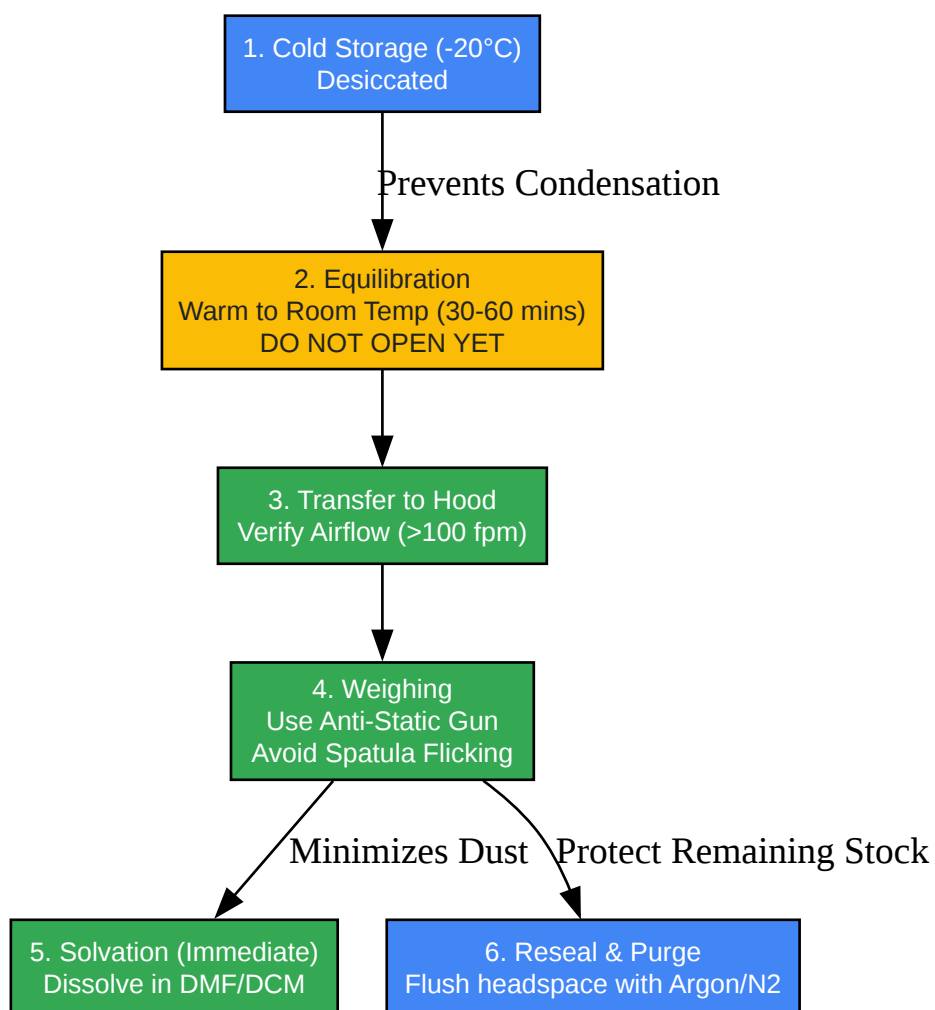 1. Cold Storage (-20°C)
Desiccated
Prevents Condensation
2. Equilibration
Warm to Room Temp (30-60 mins)
DO NOT OPEN YET
3. Transfer to Hood
Verify Airflow (>100 fpm)
4. Weighing
Use Anti-Static Gun
Avoid Spatula Flicking
Minimizes Dust
Protect Remaining Stock
5. Solvation (Immediate)
Dissolve in DMF/DCM
6. Reseal & Purge
Flush headspace with Argon/N2